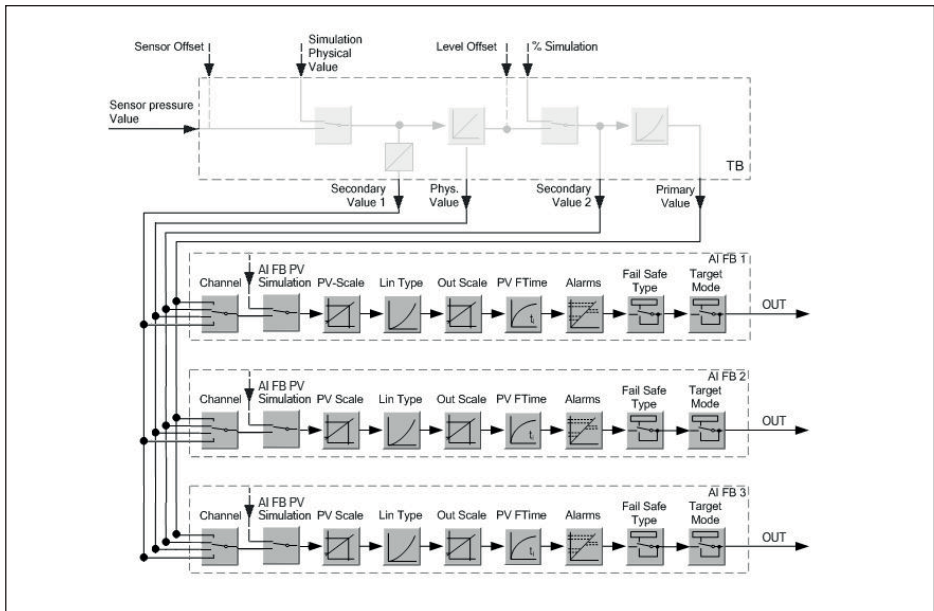 Sensor Offset
Simulation
Physical
Value
Level Offset
% Simulation
Sensor pressure
Value
TB
Secondary
Value 1
Phys.
Value
Secondary
Value 2
Primary
Value
AI FB 1
AI FB PV
Channel
Simulation
PV-Scale
Lin Type
Out Scale
PV FTime
Alarms
Fail Safe
Type
Target
Mode
OUT
t
AI FB 2
AI FB PV
Channel
Simulation
PV Scale
Lin Type
Out Scale
PV FTime
Alarms
Fail Safe
Type
Target
Mode
OUT
t
AI FB 3
AI FB PV
Channel
Simulation
PV Scale
Lin Type
Out Scale
PV FTime
Alarms
Fail Safe
Type
Target
Mode
OUT
t